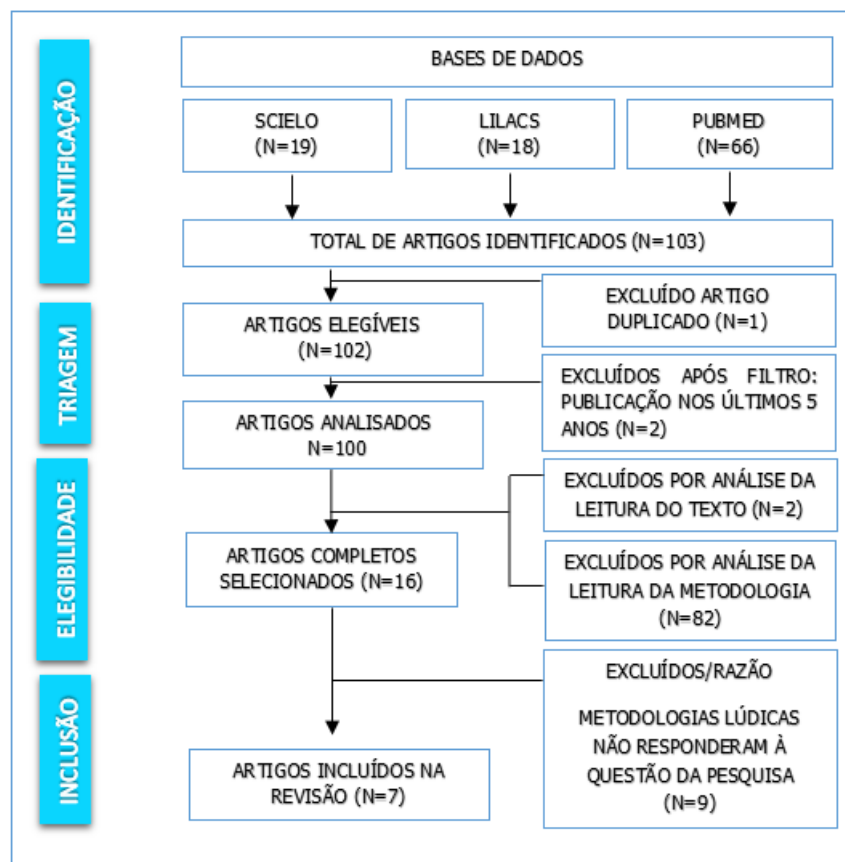 IDENTIFICAÇÃO
BASES DE DADOS
SCIELO
(N=19)
LILACS
(N=18)
PUBMED
(N=66)
TOTAL DE ARTIGOS IDENTIFICADOS (N=103)
TRIAGEM
ARTIGOS ELEGÍVEIS
(N=102)
EXCLUÍDO ARTIGO
DUPLICADO (N=1)
EXCLUÍDOS APÓS FILTRO:
PUBLICAÇÃO NOS ÚLTIMOS 5
ANOS (N=2)
ARTIGOS ANALISADOS
N=100
ELEGIBILIDADE
EXCLUÍDOS POR ANÁLISE DA
LEITURA DO TEXTO (N=2)
ARTIGOS COMPLETOS
SELECIONADOS (N=16)
EXCLUÍDOS POR ANÁLISE DA
LEITURA DA METODOLOGIA
(N=82)
INCLUSÃO
EXCLUÍDOS/RAZÃO
METODOLOGIAS LÚDICAS
NÃO RESPONDERAM À
QUESTÃO DA PESQUISA
(N=9)
ARTIGOS INCLUÍDOS NA
REVISÃO (N=7)